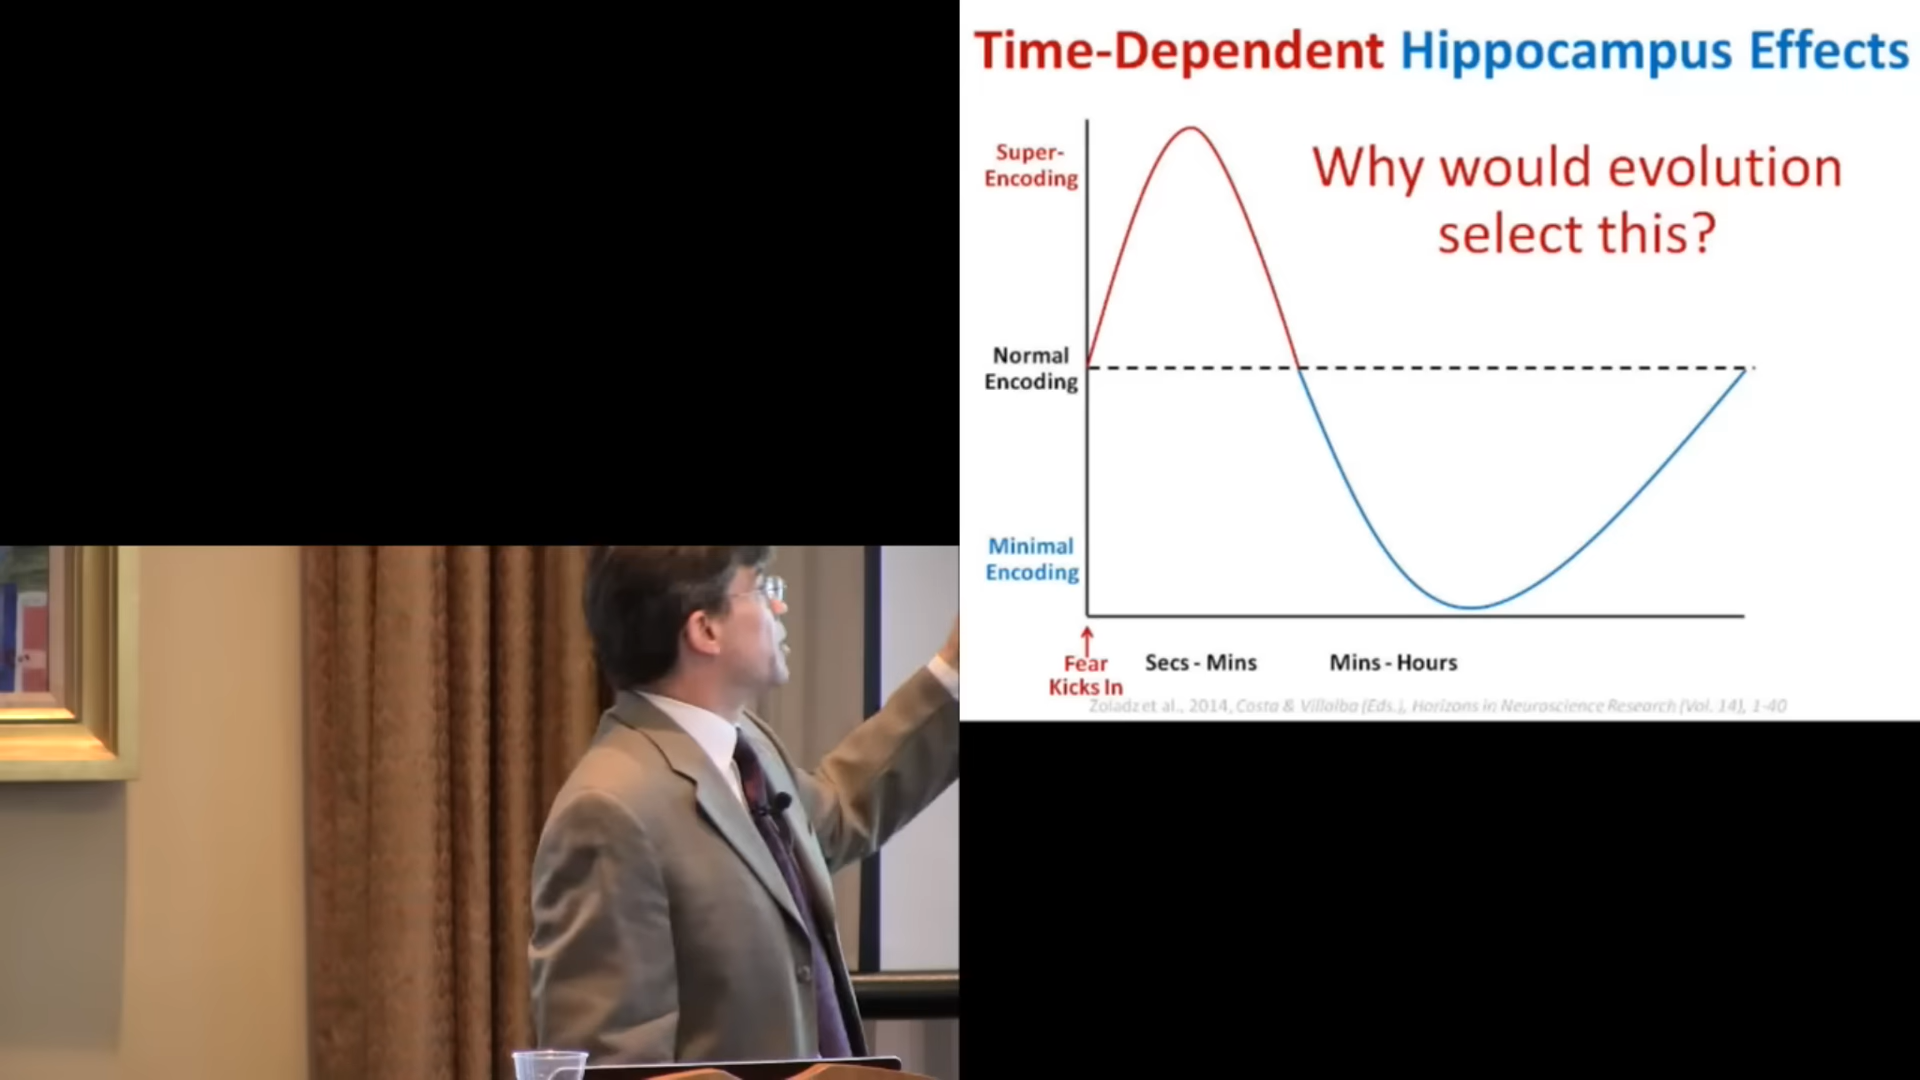 Time-Dependent Hippocampus Effects
Why would evolution
select this?
Super-
Encoding
Normal
Encoding
Minimal
Encoding
Fear
Kicks In
Secs - Mins
Mins - Hours
Zoladz et al., 2014, Costa & Villalba (Eds.), Horizons in Neuroscience Research (Vol. 14), 1-40